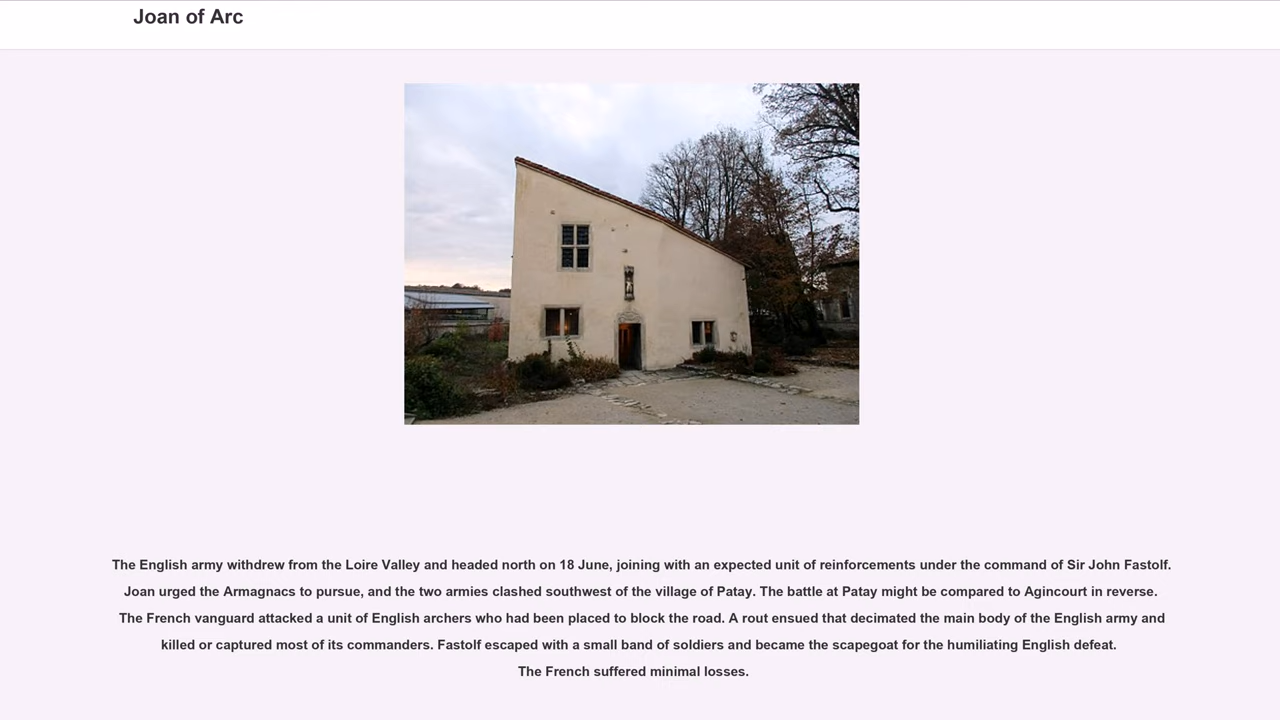 Joan of Arc
The English army withdrew from the Loire Valley and headed north on 18 June, joining with an expected unit of reinforcements under the command of Sir John Fastolf.
Joan urged the Armagnacs to pursue, and the two armies clashed southwest of the village of Patay. The battle at Patay might be compared to Agincourt in reverse.
The French vanguard attacked a unit of English archers who had been placed to block the road. A rout ensued that decimated the main body of the English army and
killed or captured most of its commanders. Fastolf escaped with a small band of soldiers and became the scapegoat for the humiliating English defeat.
The French suffered minimal losses.